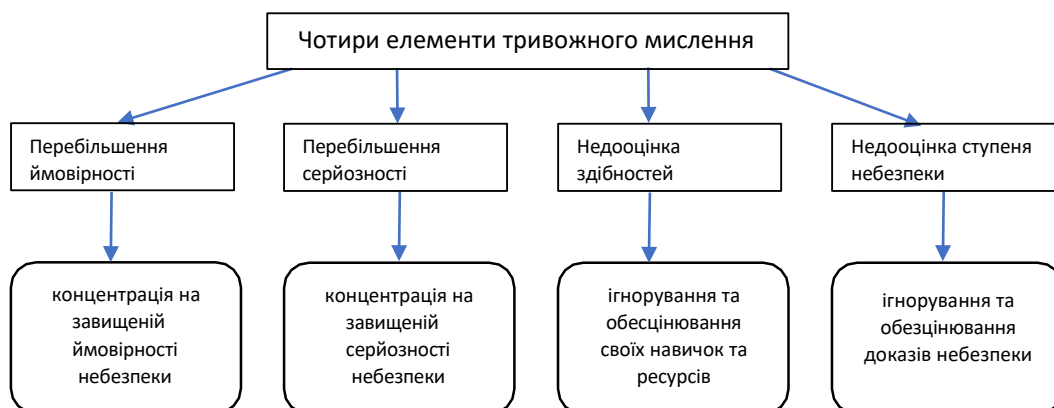 Чотири елементи тривожного мислення
Перебільшення
ймовірності
Перебільшення
серйозності
Недооцінка
здібностей
Недооцінка ступеня
небезпеки
концентрація на
завищеній
ймовірності
небезпеки
концентрація на
завищеній
серйозності
небезпеки
ігнорування та
обесцінювання
своїх навичок та
ресурсів
ігнорування та
обезцінювання
доказів небезпеки